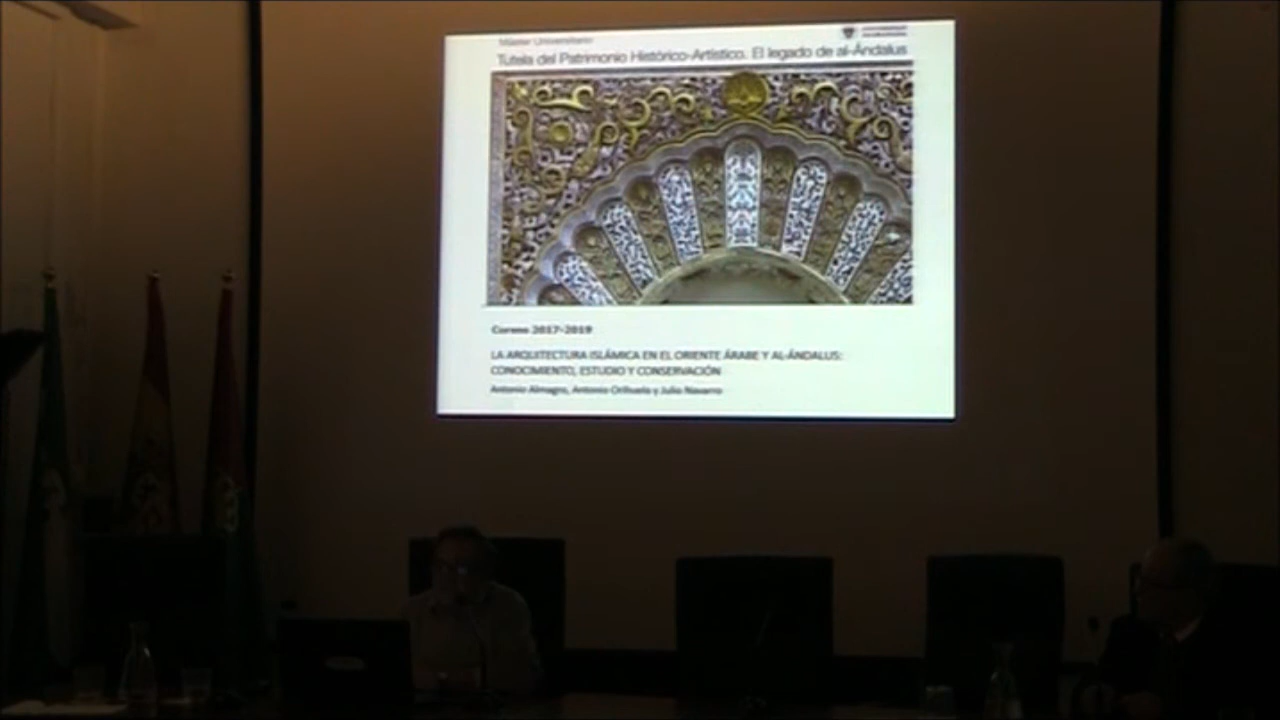 Máster Universitario
Tutela del Patrimonio Histórico-Artístico. El legado de al-Ándalus
Cursos 2017-2019
LA ARQUITECTURA ISLÁMICA EN EL ORIENTE ÁRABE Y AL-ÁNDALUS:
CONOCIMIENTO, ESTUDIO Y CONSERVACIÓN
Antonio Almagro, Antonio Orihuela y Julio Navarro